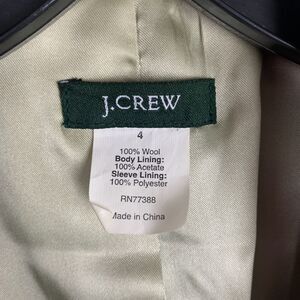 J.CREW
4
100% Wool
Body Lining:
100% Acetate
Sleeve Lining:
100% Polyester
RN77388
Made in China